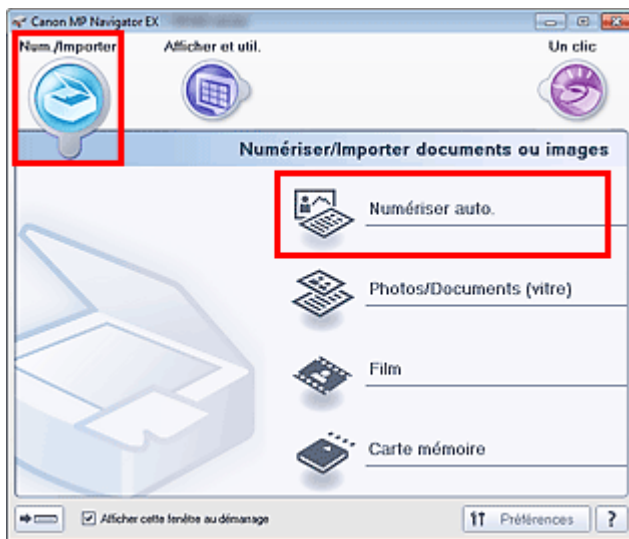 Canon MP Navigator EX
Num./Importer
Afficher et util.
Un clic
Numériser/Importer documents ou images
Numériser auto.
Photos/Documents (vitre)
Film
Carte mémoire
Afficher cette fenêtre au démarrage
Préférences
?